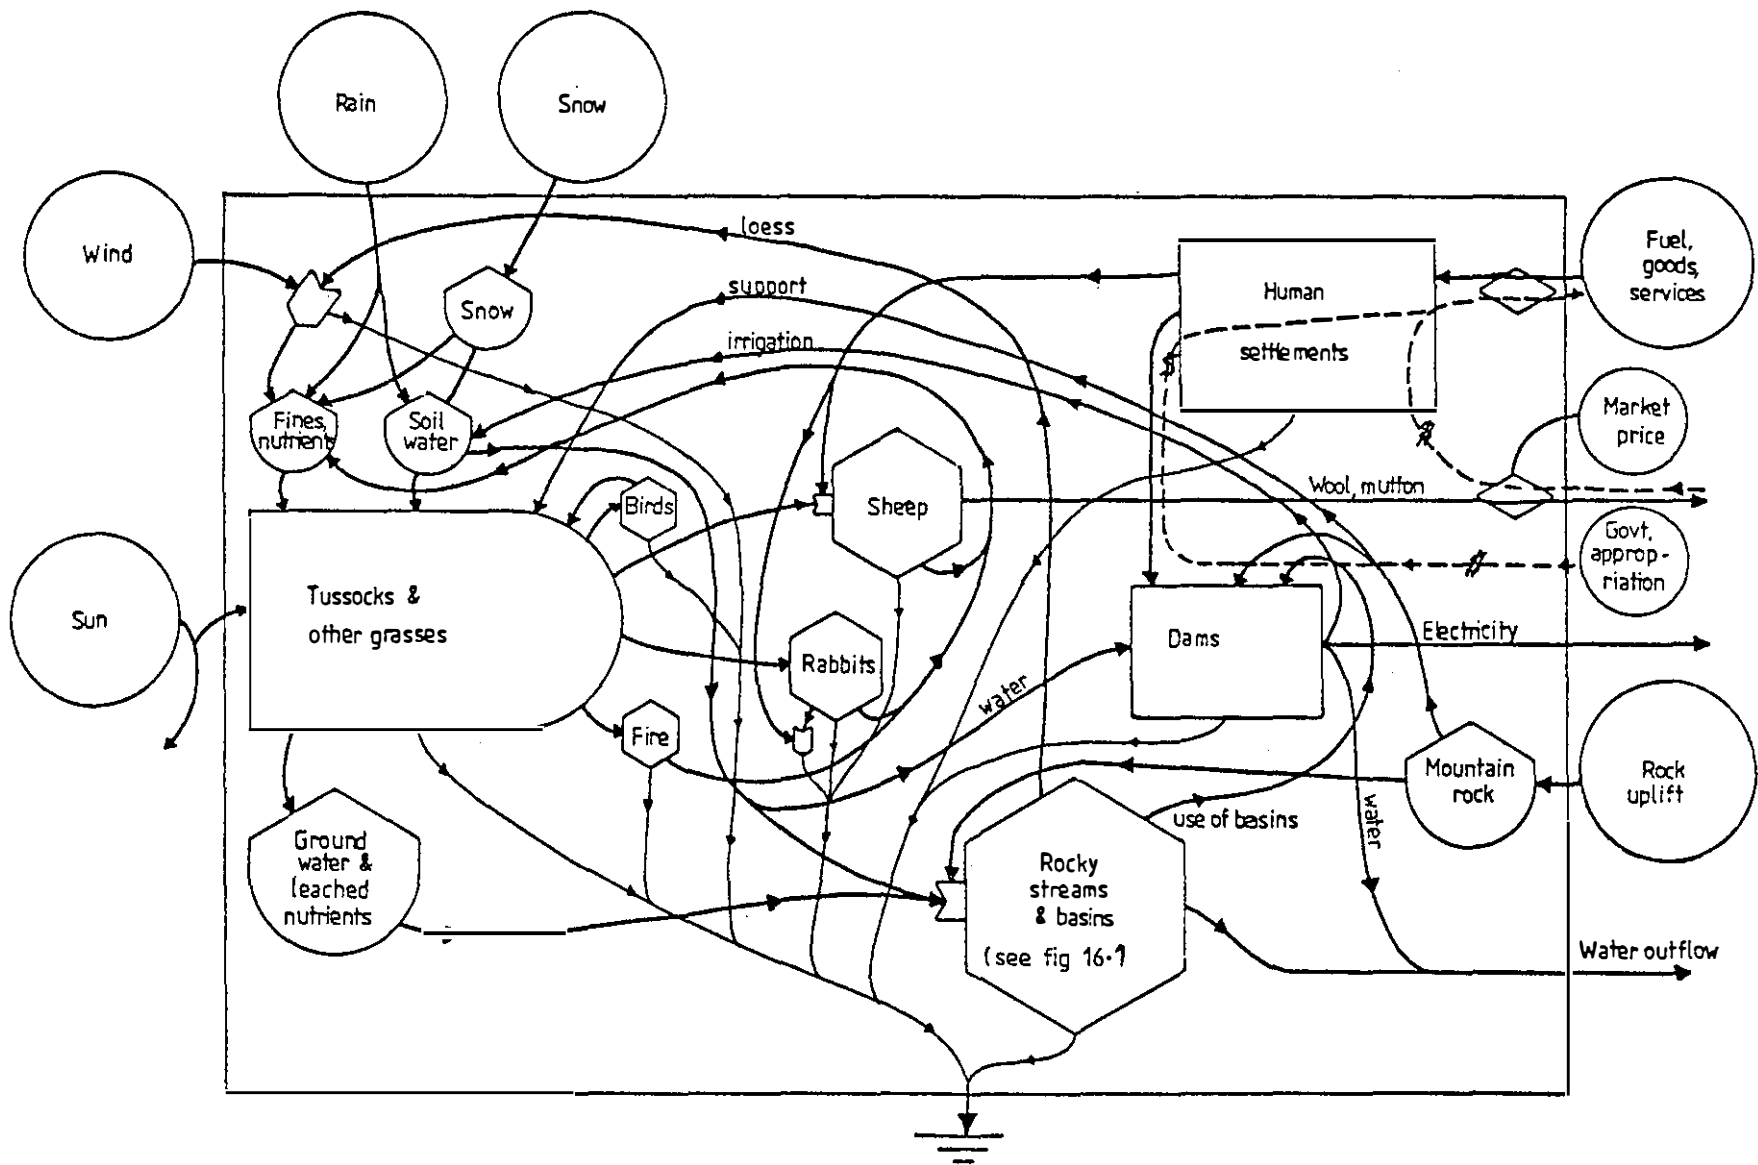 Rain
Snow
Wind
loess
Snow
support
irrigation
Human
settlements
Fuel,
goods,
services
$
Fines,
nutrient
Soil
water
Market
price
$
Birds
Sheep
Wool, mutton
Govt,
approp-
riation
$
Sun
Tussocks &
other grasses
Rabbits
Dams
Electricity
water
Fire
Mountain
rock
Rock
uplift
water
use of basins
Ground
water &
leached
nutrients
Rocky
streams
& basins
(see fig 16.1
Water outflow